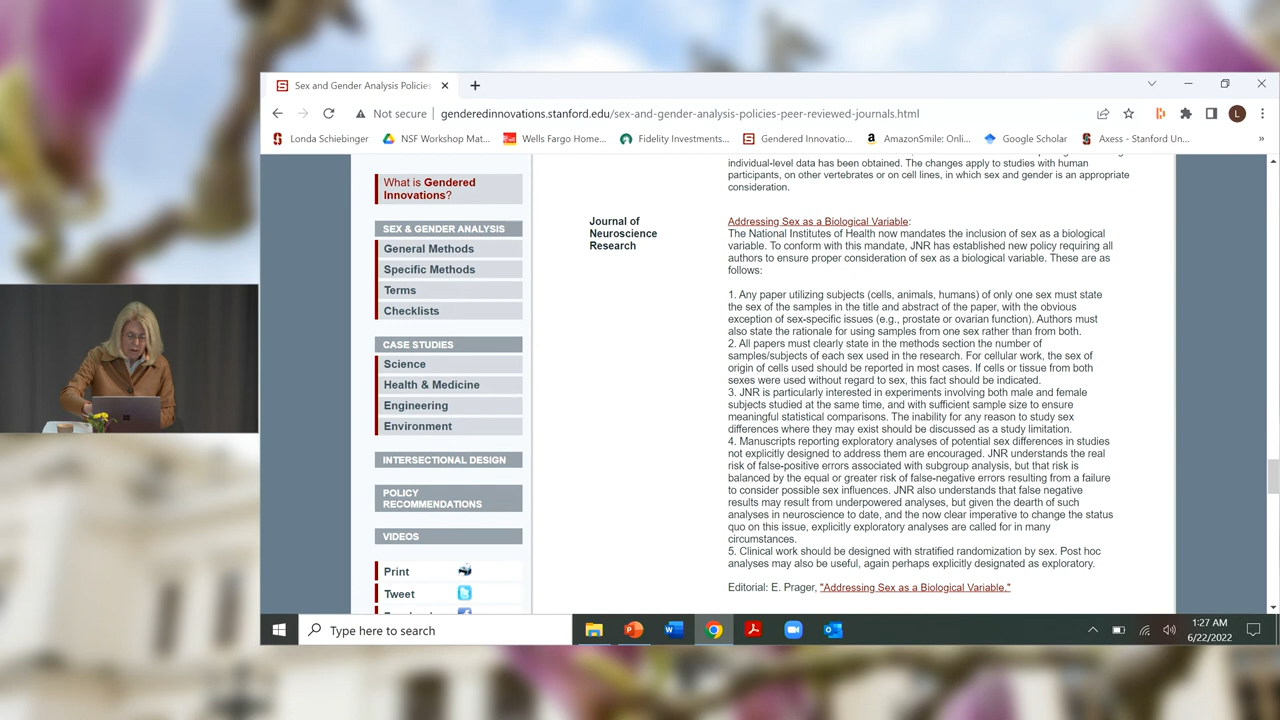 Sex and Gender Analysis Policies
Not secure
genderedinnovations.stanford.edu/sex-and-gender-analysis-policies-peer-reviewed-journals.html
L
Londa Schiebinger
NSF Workshop Mat...
Wells Fargo Home...
Fidelity Investments...
Gendered Innovatio...
AmazonSmile: Onli...
Google Scholar
Axess - Stanford Un...
»
What is Gendered
Innovations?
SEX & GENDER ANALYSIS
General Methods
Specific Methods
Terms
Checklists
CASE STUDIES
Science
Health & Medicine
Engineering
Environment
INTERSECTIONAL DESIGN
POLICY
RECOMMENDATIONS
VIDEOS
Print
Tweet
individual-level data has been obtained. The changes apply to studies with human
participants, on other vertebrates or on cell lines, in which sex and gender is an appropriate
consideration.
Journal of
Neuroscience
Research
Addressing Sex as a Biological Variable:
The National Institutes of Health now mandates the inclusion of sex as a biological
variable. To conform with this mandate, JNR has established new policy requiring all
authors to ensure proper consideration of sex as a biological variable. These are as
follows:
1. Any paper utilizing subjects (cells, animals, humans) of only one sex must state
the sex of the samples in the title and abstract of the paper, with the obvious
exception of sex-specific issues (e.g., prostate or ovarian function). Authors must
also state the rationale for using samples from one sex rather than from both.
2. All papers must clearly state in the methods section the number of
samples/subjects of each sex used in the research. For cellular work, the sex of
origin of cells used should be reported in most cases. If cells or tissue from both
sexes were used without regard to sex, this fact should be indicated.
3. JNR is particularly interested in experiments involving both male and female
subjects studied at the same time, and with sufficient sample size to ensure
meaningful statistical comparisons. The inability for any reason to study sex
differences where they may exist should be discussed as a study limitation.
4. Manuscripts reporting exploratory analyses of potential sex differences in studies
not explicitly designed to address them are encouraged. JNR understands the real
risk of false-positive errors associated with subgroup analysis, but that risk is
balanced by the equal or greater risk of false-negative errors resulting from a failure
to consider possible sex influences. JNR also understands that false negative
results may result from underpowered analyses, but given the dearth of such
analyses in neuroscience to date, and the now clear imperative to change the status
quo on this issue, explicitly exploratory analyses are called for in many
circumstances.
5. Clinical work should be designed with stratified randomization by sex. Post hoc
analyses may also be useful, again perhaps explicitly designated as exploratory.
Editorial: E. Prager, "Addressing Sex as a Biological Variable."
Type here to search
1:27 AM
6/22/2022